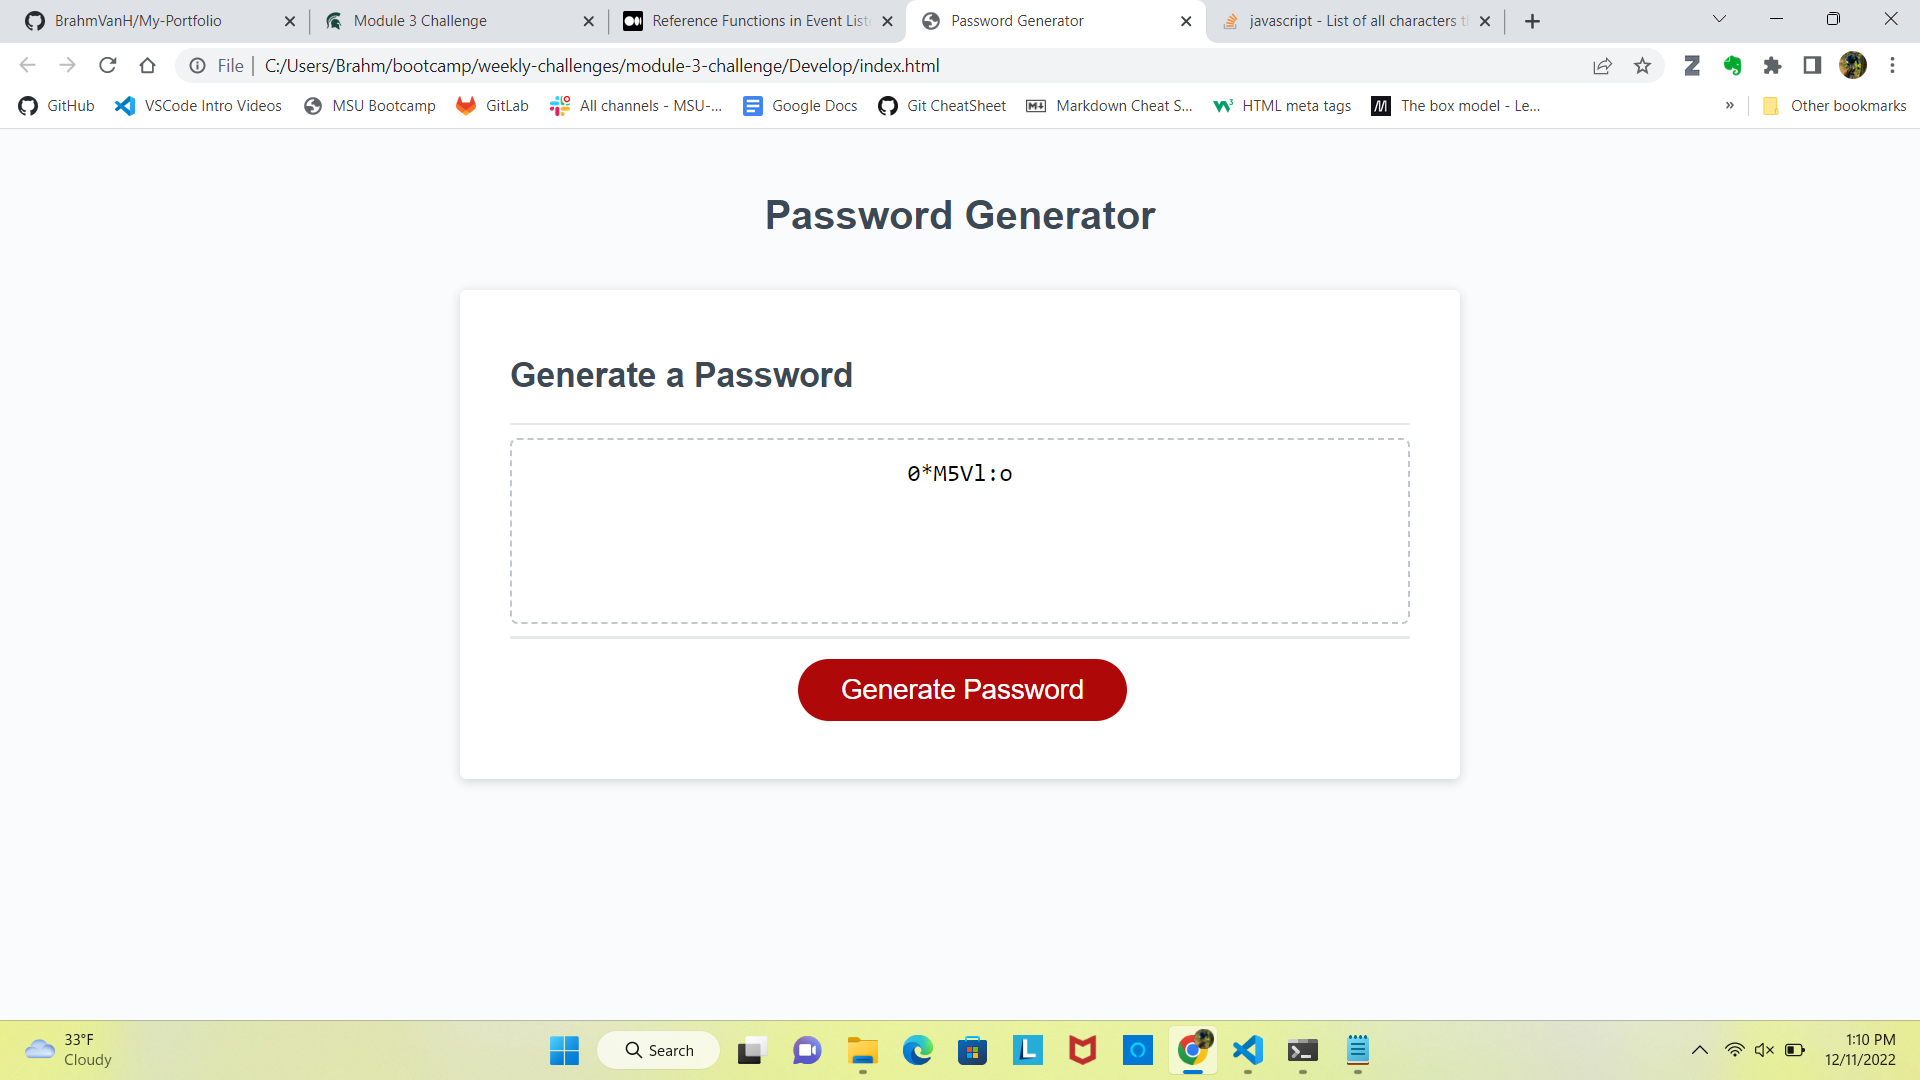 BrahmVanH/My-Portfolio
Module 3 Challenge
Reference Functions in Event Liste
Password Generator
javascript - List of all characters t
File
C:/Users/Brahm/bootcamp/weekly-challenges/module-3-challenge/Develop/index.html
GitHub
VSCode Intro Videos
MSU Bootcamp
GitLab
All channels - MSU-...
Google Docs
Git CheatSheet
Markdown Cheat S...
HTML meta tags
The box model - Le...
»
Other bookmarks
Password Generator
Generate a Password
0*M5Vl:o
Generate Password
33°F
Cloudy
Search
1:10 PM
12/11/2022